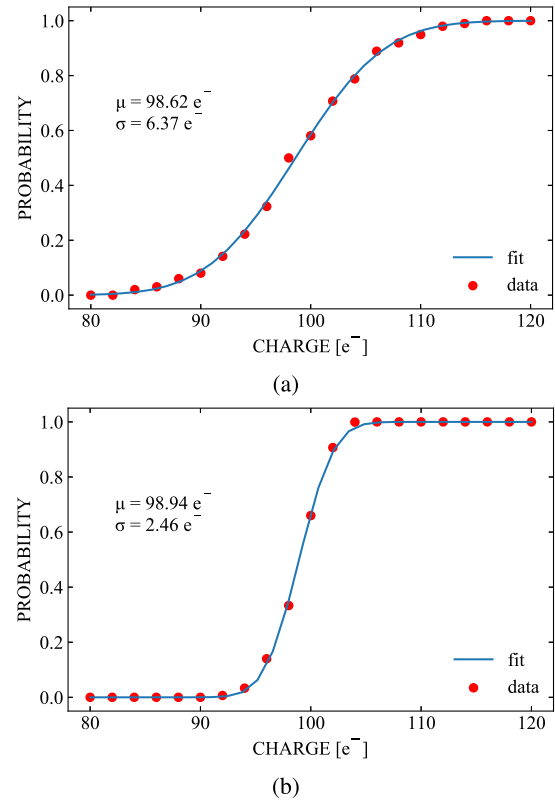 1.0
0.8
0.6
0.4
0.2
0.0
PROBABILITY
μ = 98.62 e⁻
σ = 6.37 e⁻
fit
data
80 90 100 110 120
CHARGE [e⁻]
(a)
1.0
0.8
0.6
0.4
0.2
0.0
PROBABILITY
μ = 98.94 e⁻
σ = 2.46 e⁻
fit
data
80 90 100 110 120
CHARGE [e⁻]
(b)